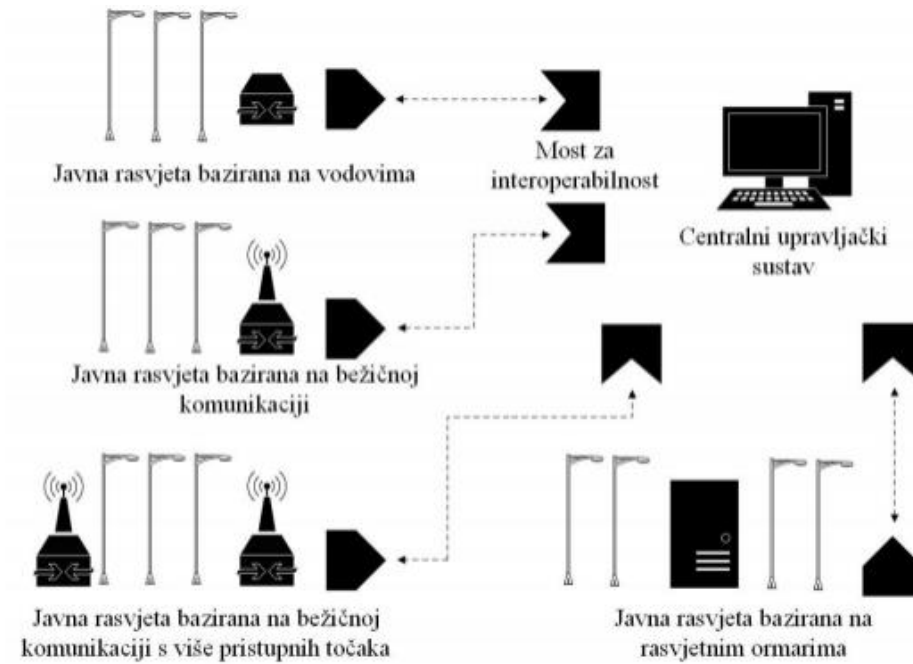 Javna rasvjeta bazirana na vodovima
Most za
interoperabilnost
Centralni upravljački
sustav
Javna rasvjeta bazirana na bežičnoj
komunikaciji
Javna rasvjeta bazirana na bežičnoj
komunikaciji s više pristupnih točaka
Javna rasvjeta bazirana na
rasvjetnim ormarima